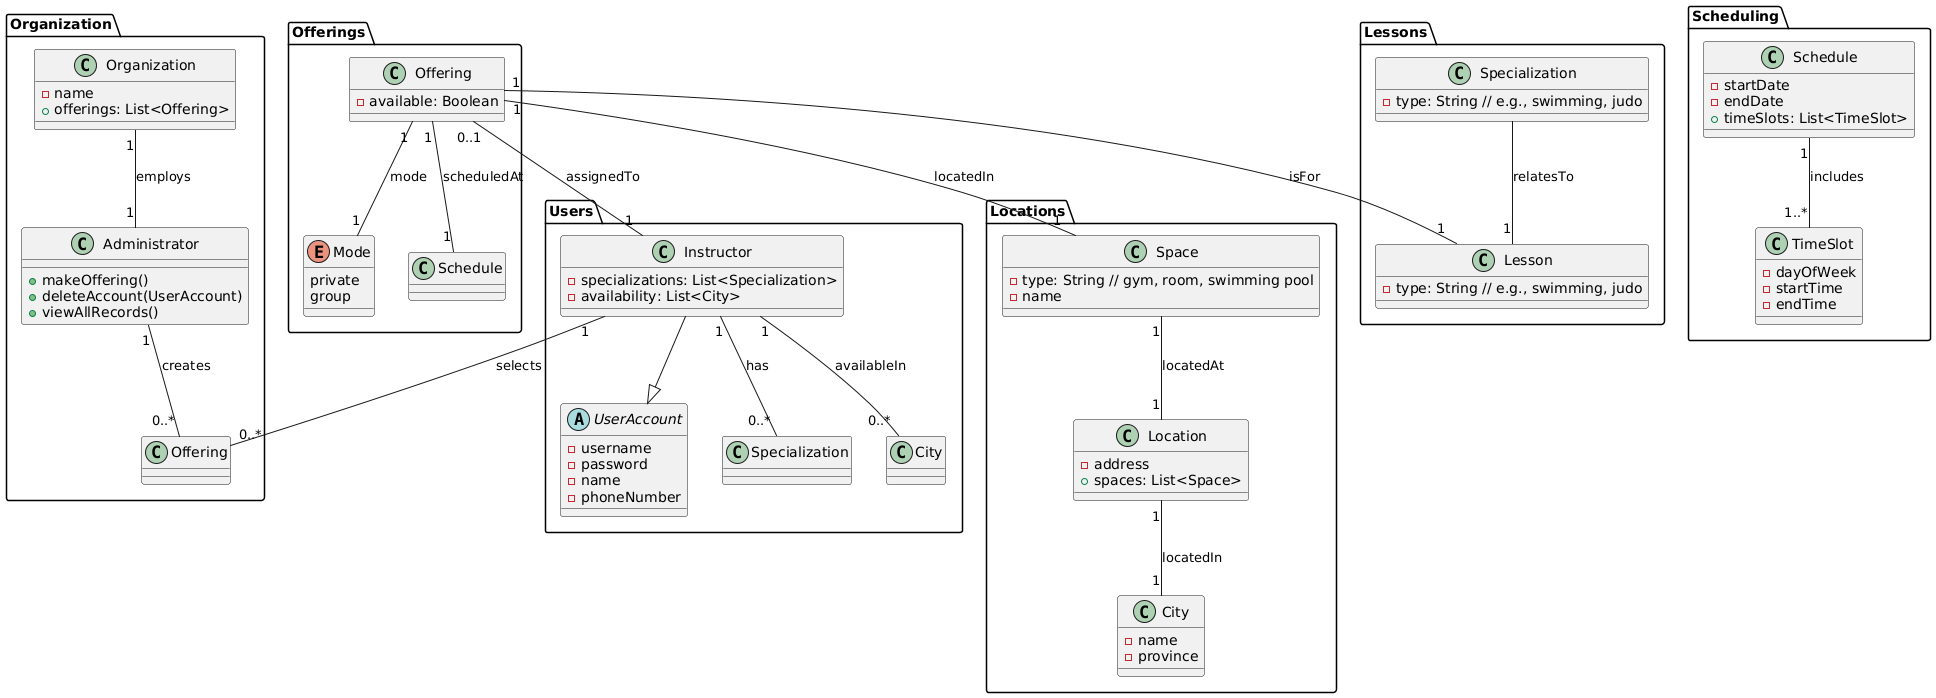 Organization
C Organization
name
offerings: List<Offering>
1
employs
1
C Administrator
makeOffering()
deleteAccount(UserAccount)
viewAllRecords()
1
creates
0..*
C Offering
Offerings
C Offering
available: Boolean
1
1
1
1
0..1
mode
scheduledAt
assignedTo
locatedIn
isFor
1
1
1
1
1
E Mode
private
group
C Schedule
Users
C Instructor
specializations: List<Specialization>
availability: List<City>
1
1
1
selects
has
availableIn
0..*
0..*
0..*
A UserAccount
username
password
name
phoneNumber
C Specialization
C City
Locations
C Space
type: String // gym, room, swimming pool
name
1
locatedAt
1
C Location
address
spaces: List<Space>
1
locatedIn
1
C City
name
province
Lessons
C Specialization
type: String // e.g., swimming, judo
relatesTo
1
C Lesson
type: String // e.g., swimming, judo
Scheduling
C Schedule
startDate
endDate
timeSlots: List<TimeSlot>
1
includes
1..*
C TimeSlot
dayOfWeek
startTime
endTime